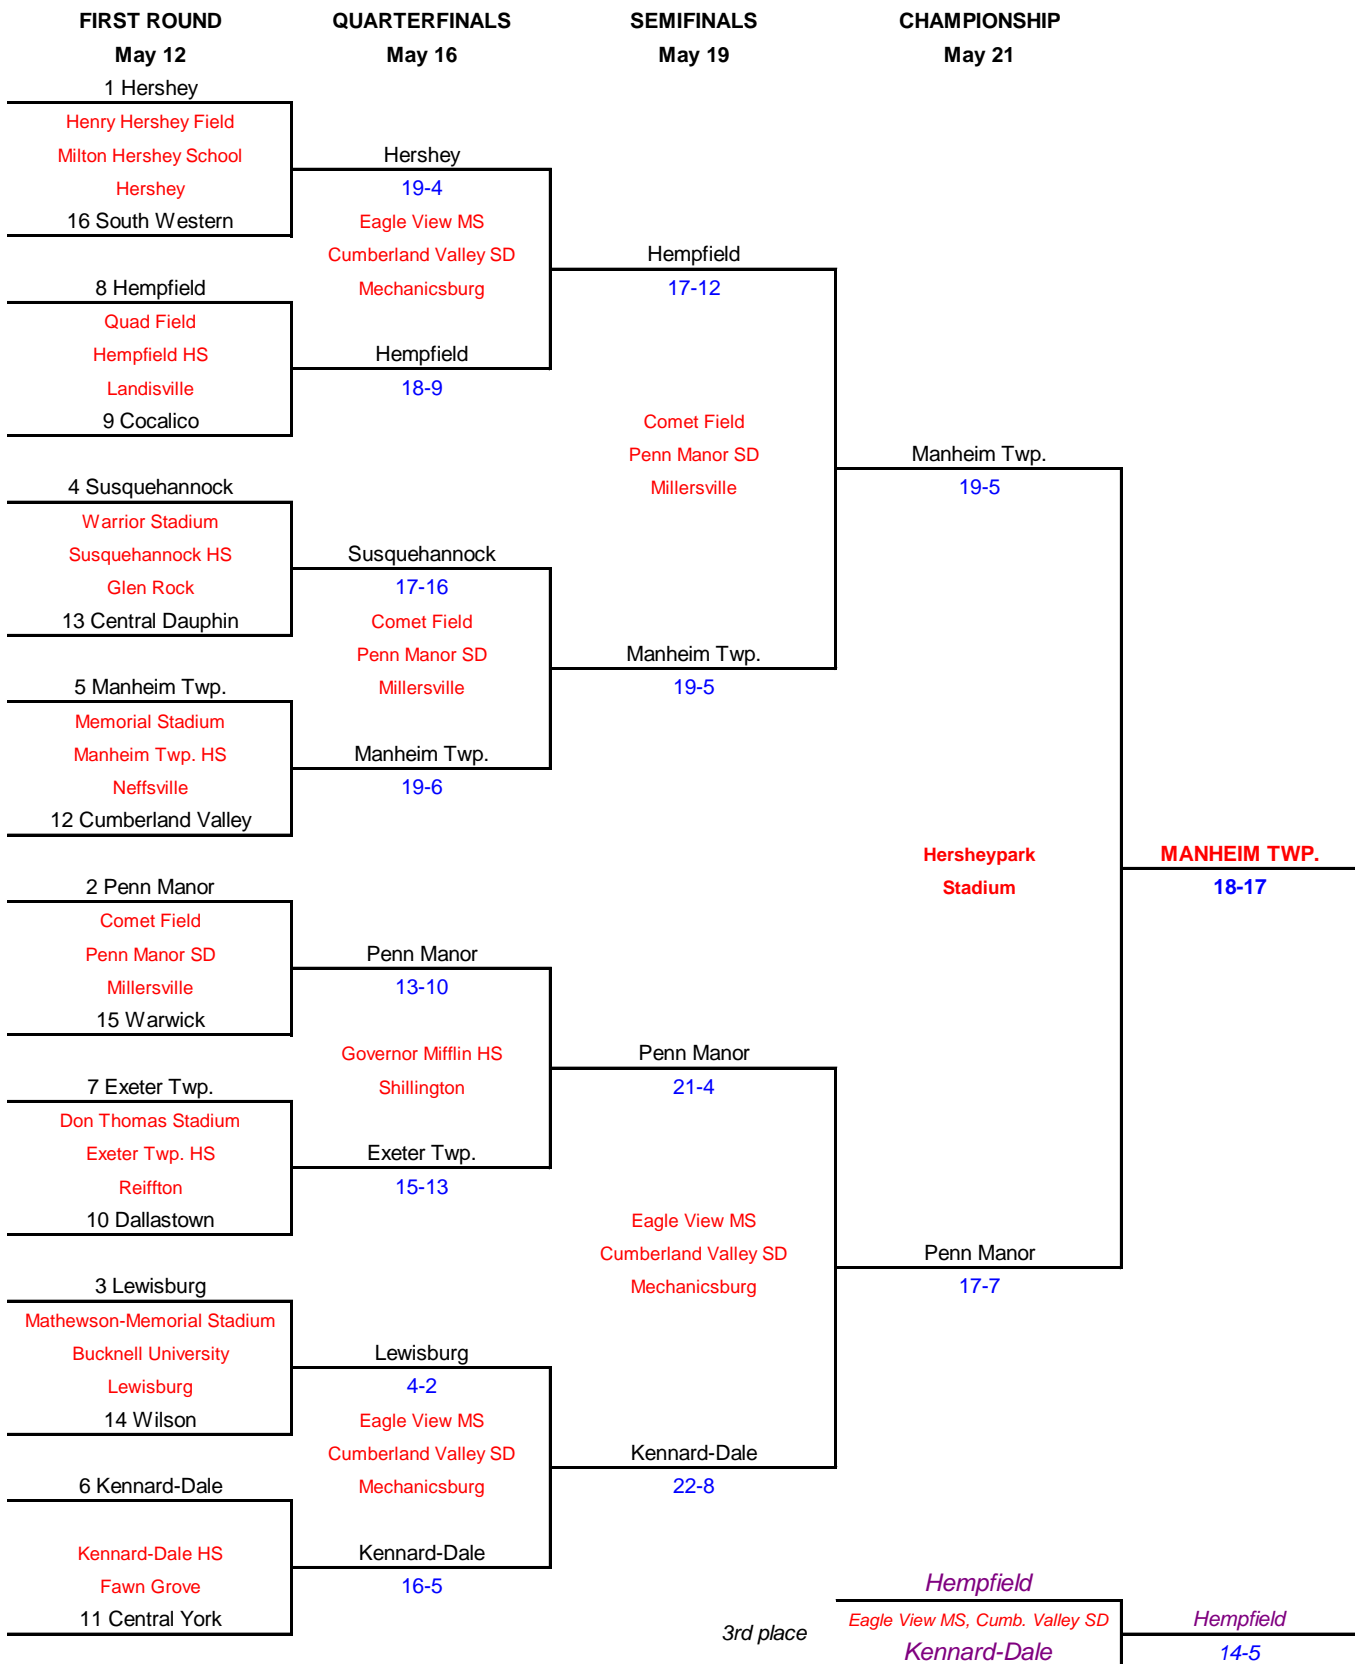 FIRST ROUND QUARTERFINALS SEMIFINALS CHAMPIONSHIP
May 12 May 16 May 19 May 21
1 Hershey
Henry Hershey Field
Milton Hershey School
Hershey
16 South Western
8 Hempfield
Quad Field
Hempfield HS
Landisville
9 Cocalico
4 Susquehannock
Warrior Stadium
Susquehannock HS
Glen Rock
13 Central Dauphin
5 Manheim Twp.
Memorial Stadium
Manheim Twp. HS
Neffsville
12 Cumberland Valley
2 Penn Manor
Comet Field
Penn Manor SD
Millersville
15 Warwick
7 Exeter Twp.
Don Thomas Stadium
Exeter Twp. HS
Reiffton
10 Dallastown
3 Lewisburg
Mathewson-Memorial Stadium
Bucknell University
Lewisburg
14 Wilson
6 Kennard-Dale
Kennard-Dale HS
Fawn Grove
11 Central York
Hershey
19-4
Eagle View MS
Cumberland Valley SD
Mechanicsburg
Hempfield
18-9
Susquehannock
17-16
Comet Field
Penn Manor SD
Millersville
Manheim Twp.
19-6
Penn Manor
13-10
Governor Mifflin HS
Shillington
Exeter Twp.
15-13
Lewisburg
4-2
Eagle View MS
Cumberland Valley SD
Mechanicsburg
Kennard-Dale
16-5
Hempfield
17-12
Comet Field
Penn Manor SD
Millersville
Manheim Twp.
19-5
Penn Manor
21-4
Eagle View MS
Cumberland Valley SD
Mechanicsburg
Kennard-Dale
22-8
Manheim Twp.
19-5
Hersheypark
Stadium
Penn Manor
17-7
MANHEIM TWP.
18-17
3rd place
Hempfield
Eagle View MS, Cumb. Valley SD
Kennard-Dale
Hempfield
14-5